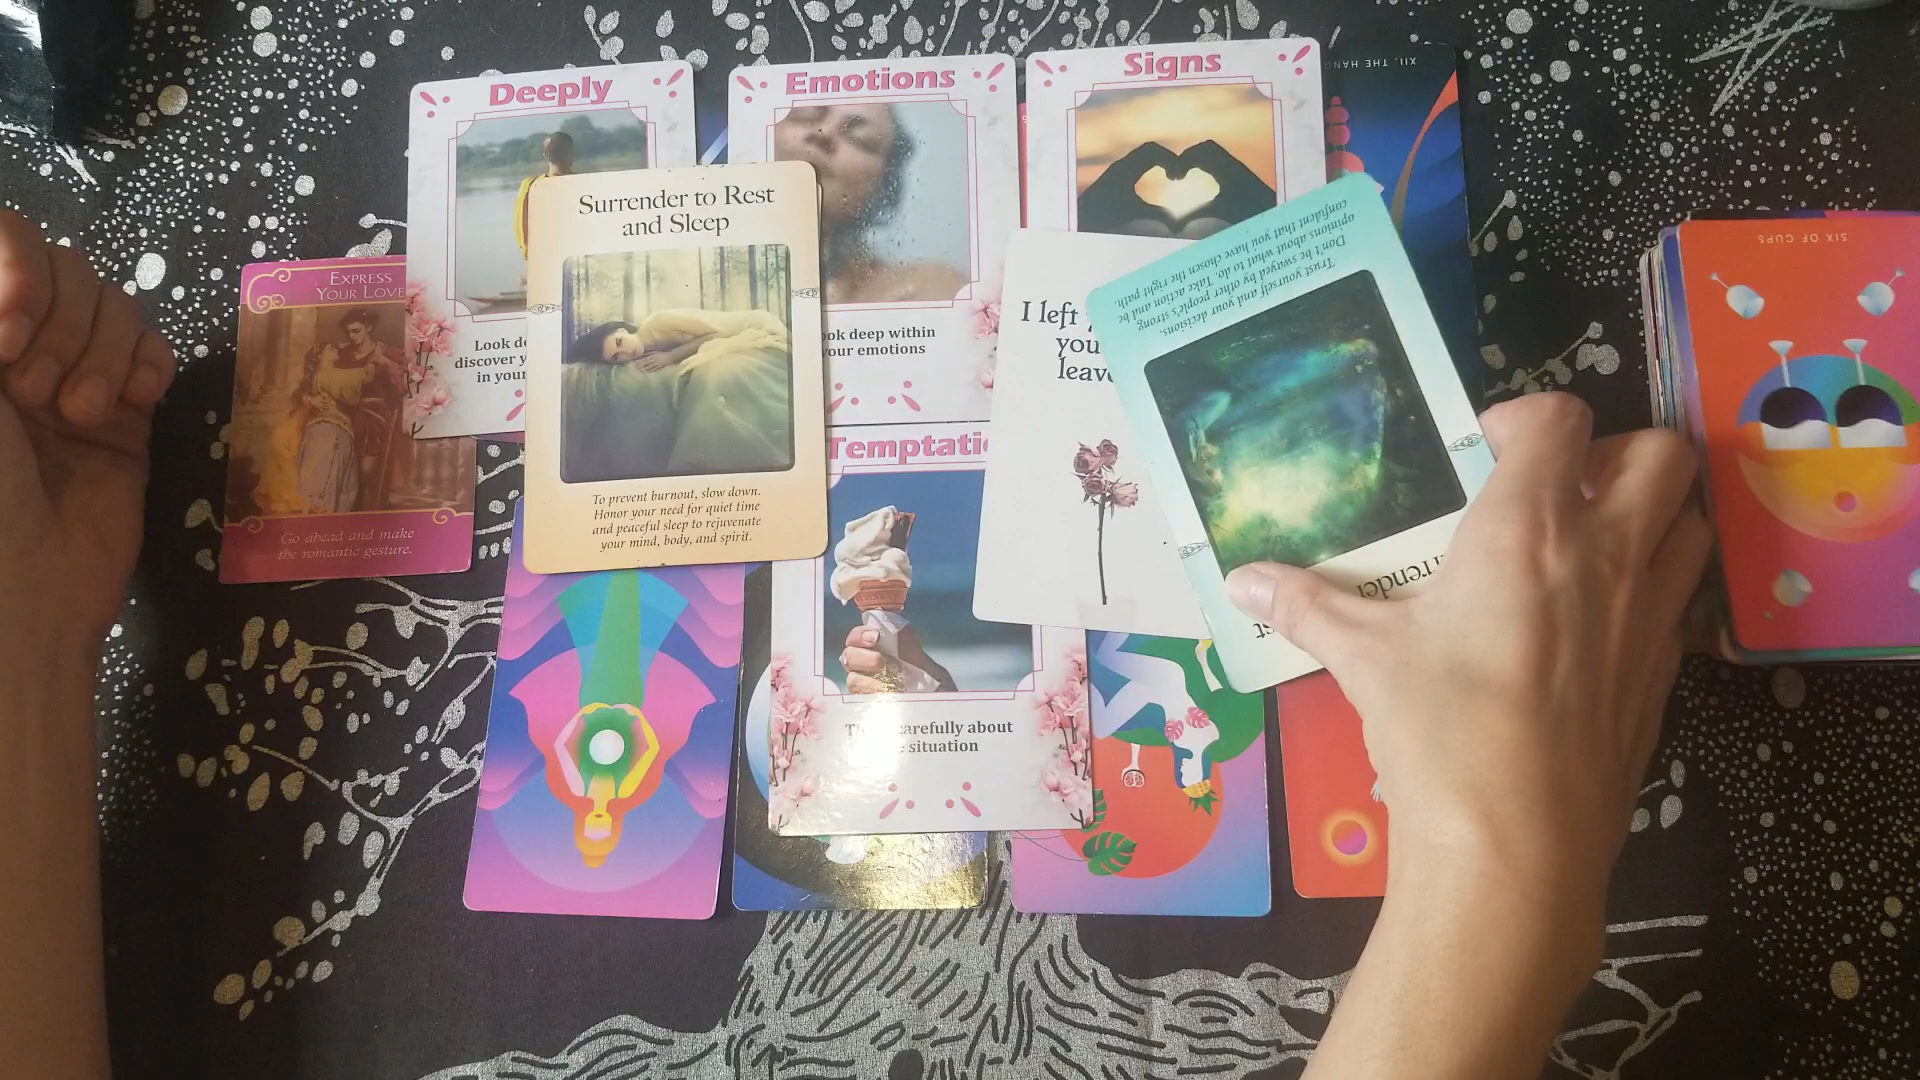 Deeply
Emotions
Signs
XII. THE HANG
SIX OF CUPS
EXPRESS
YOUR LOVE
Go ahead and make
the romantic gesture.
Look
discover
in your
Surrender to Rest
and Sleep
To prevent burnout, slow down.
Honor your need for quiet time
and peaceful sleep to rejuvenate
your mind, body, and spirit.
deep within
your emotions
I left
you
Trust yourself and your decisions.
Don't be swayed by other people's strong
opinions about what to do. Take action and be
confident that you have chosen the right path.
carefully about
situation